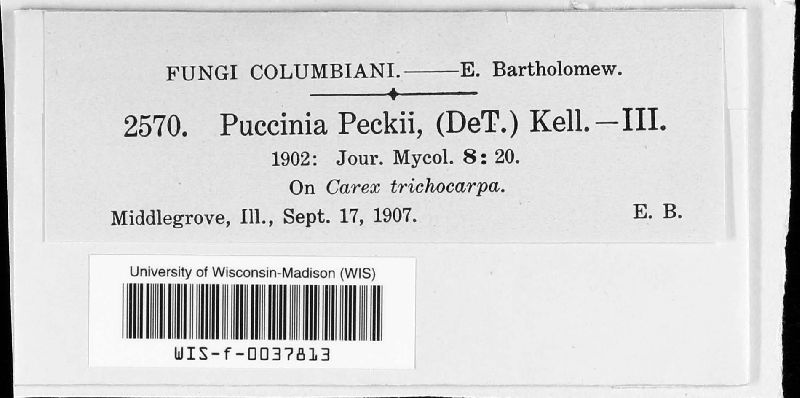 FUNGI COLUMBIANI.——E. Bartholomew.
2570. Puccinia Peckii, (DeT.) Kell.—III.
1902: Jour. Mycol. 8: 20.
On Carex trichocarpa.
Middlegrove, Ill., Sept. 17, 1907. E. B.
University of Wisconsin-Madison (WIS)
WIS-f-0037813